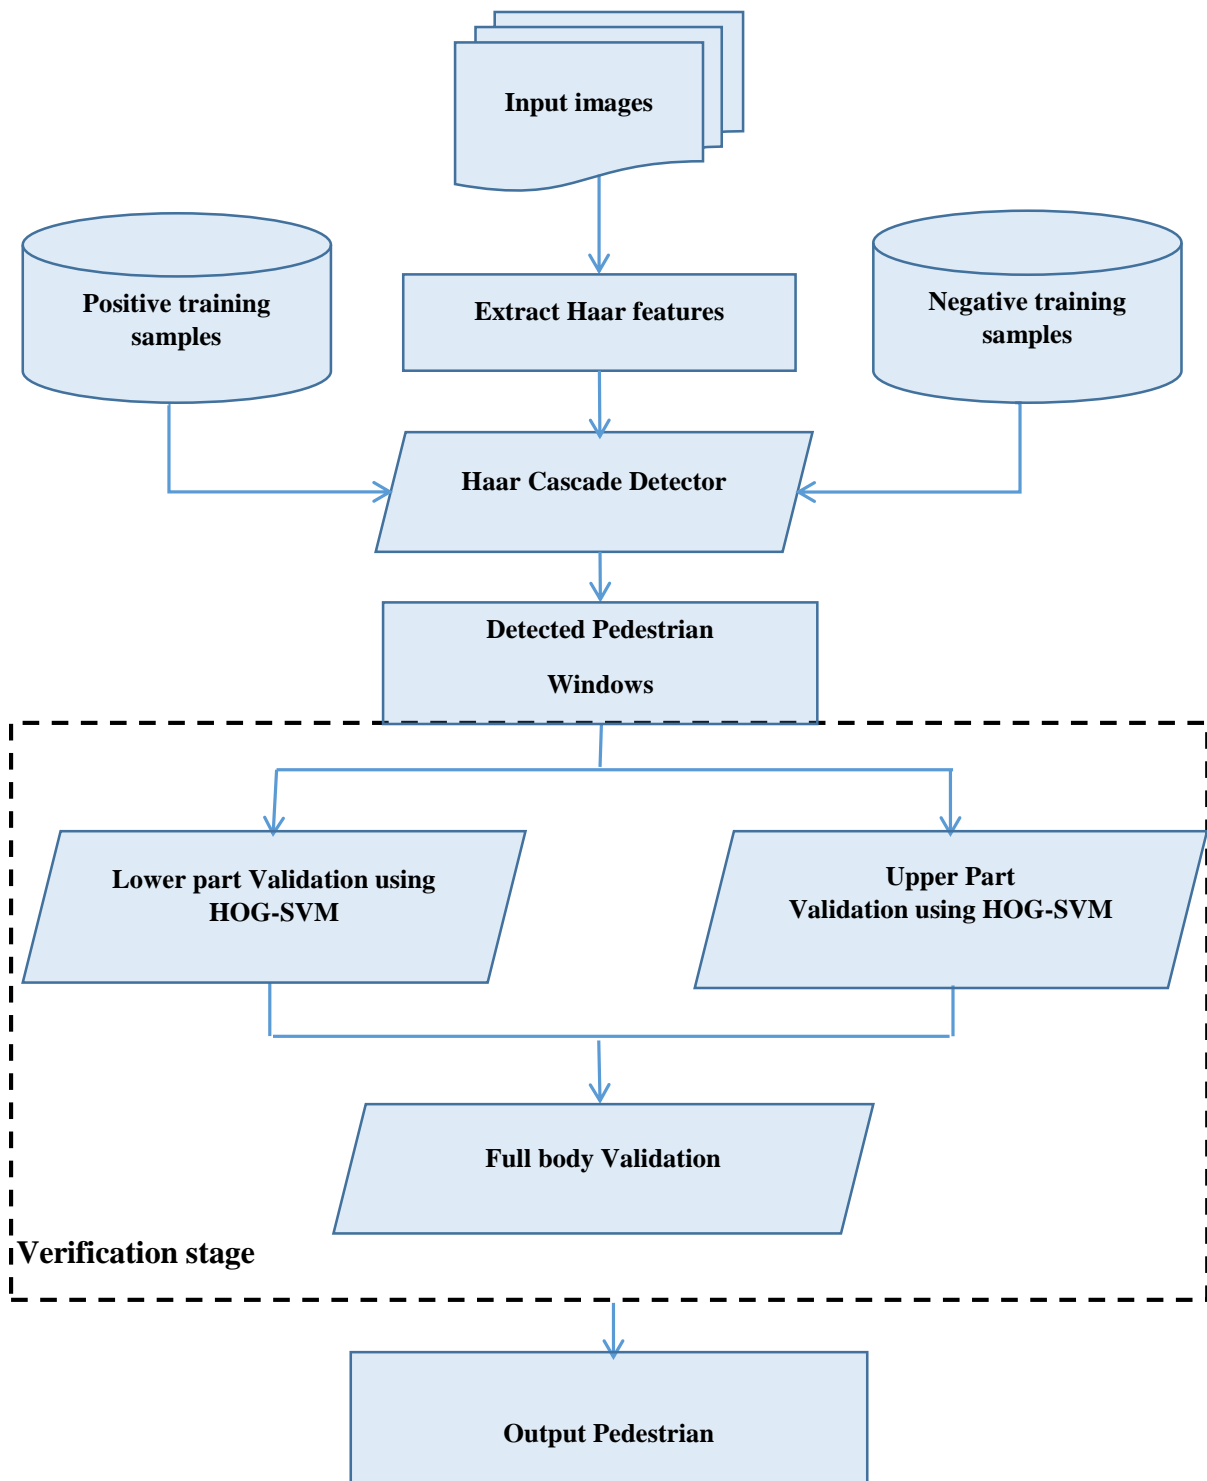 Input images
Positive training
samples
Extract Haar features
Negative training
samples
Haar Cascade Detector
Detected Pedestrian
Windows
Lower part Validation using
HOG-SVM
Upper Part
Validation using HOG-SVM
Full body Validation
Verification stage
Output Pedestrian